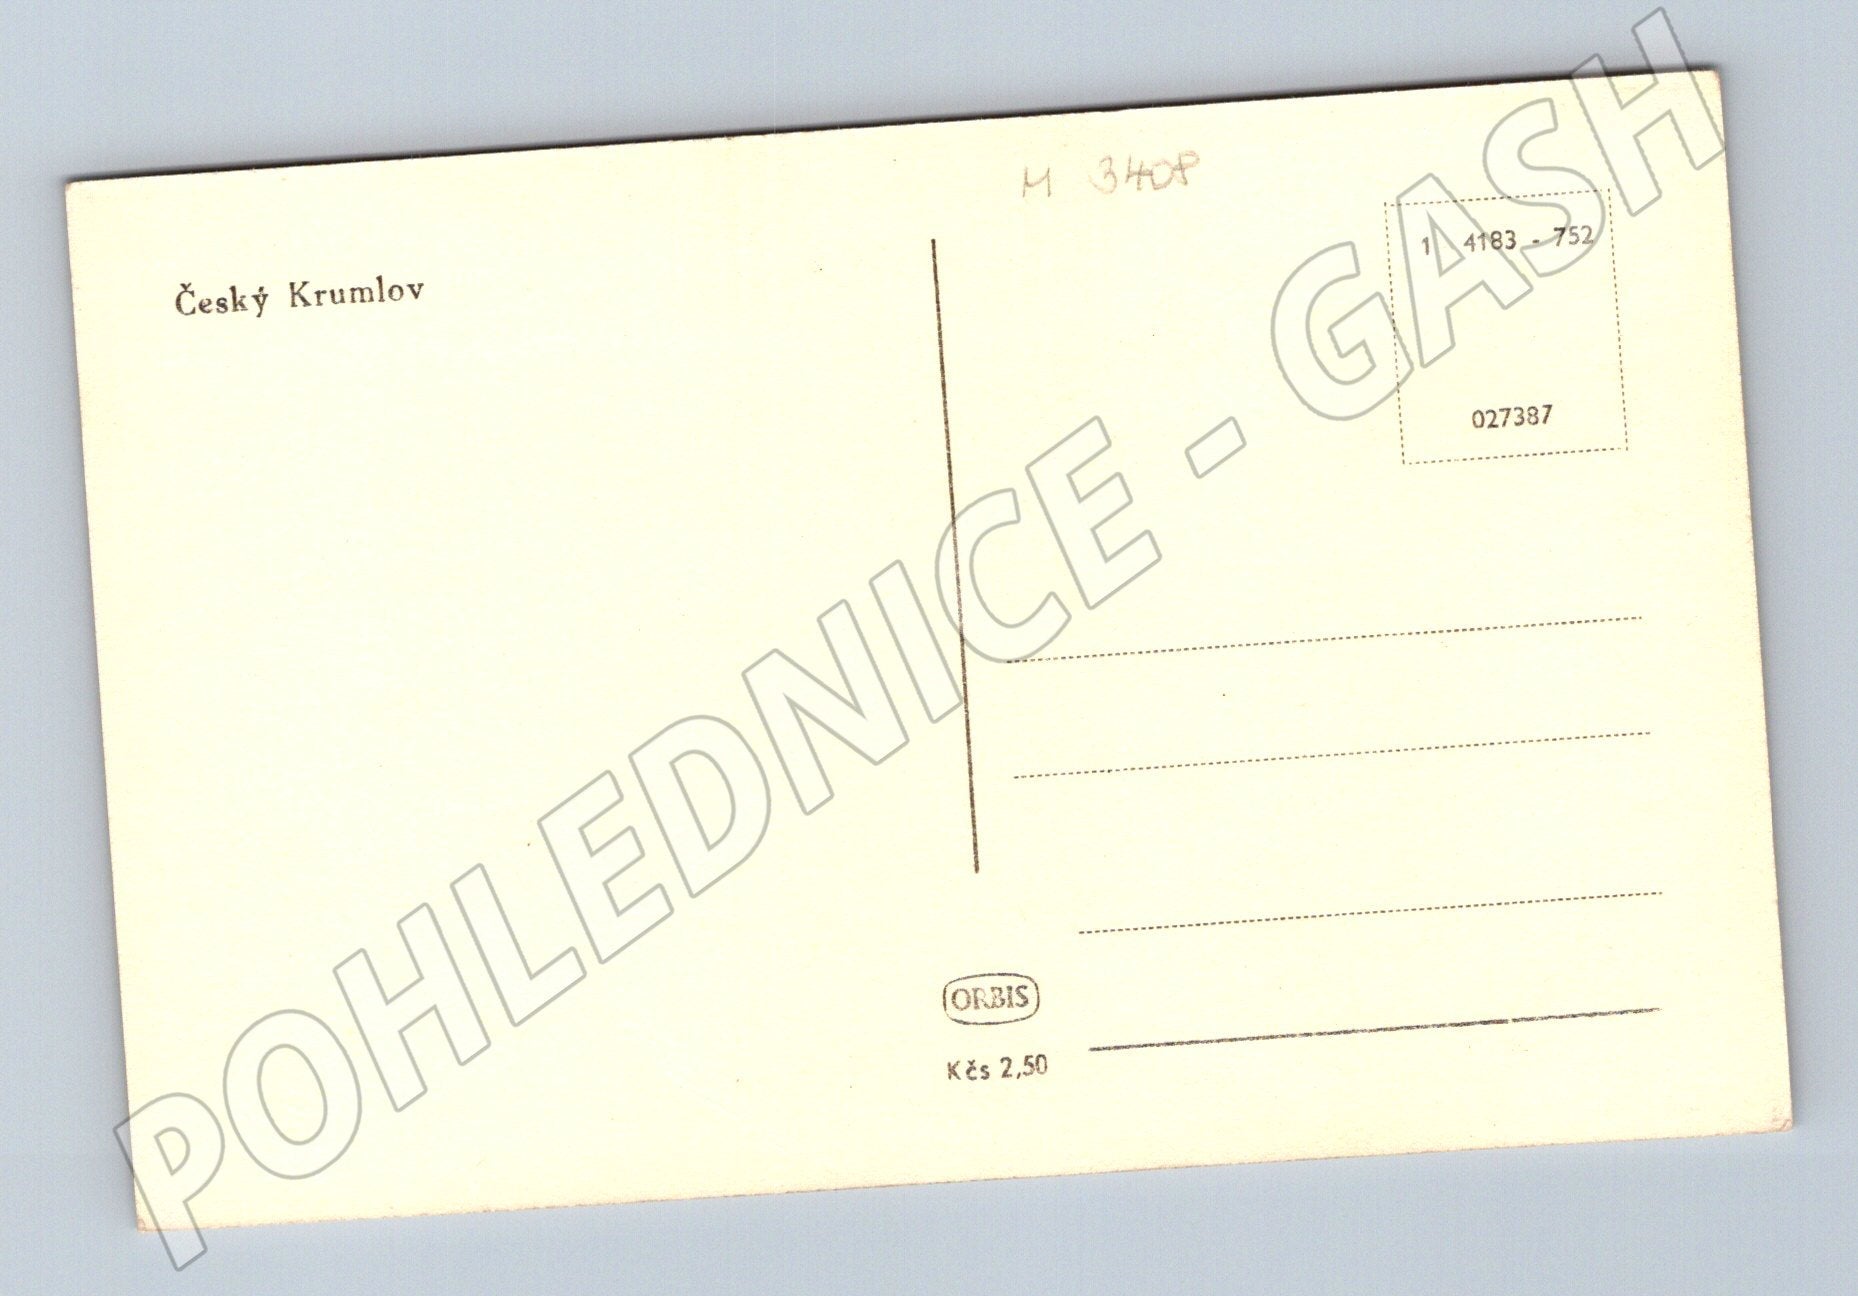 M 3408
Český Krumlov
1 4183 - 752
027387
ORBIS
Kčs 2,50
POHLEDNICE - GASH